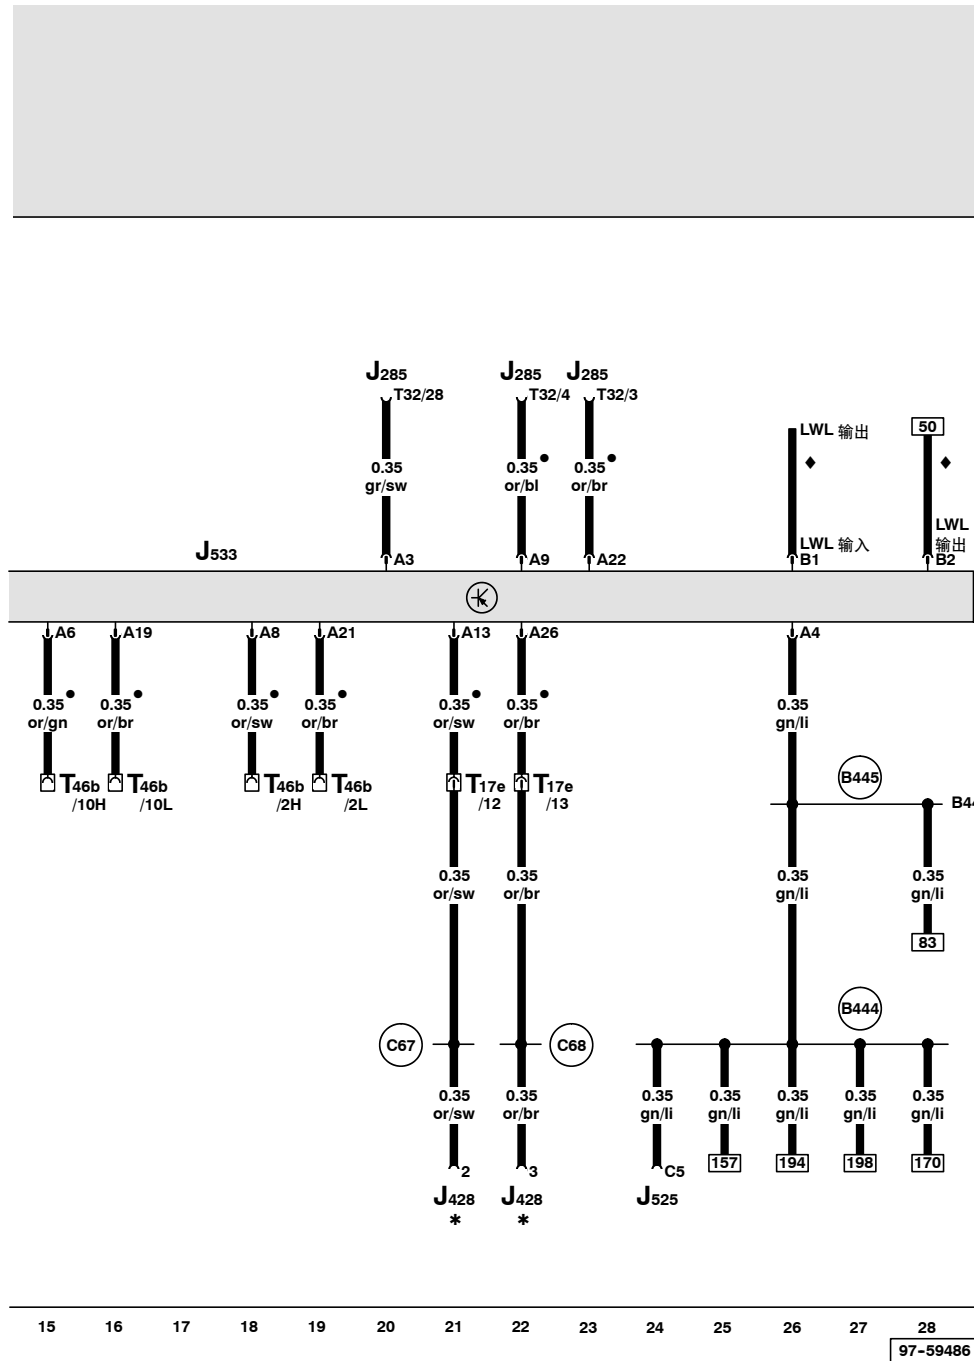 J285 J285 J285
T32/28 T32/4 T32/3
LWL 输出 50
0.35 0.35 0.35
gr/sw or/bl or/br
LWL
J533 LWL 输入 输出
A3 A9 A22 B1 B2
A6 A19 A8 A21 A13 A26 A4
0.35 0.35 0.35 0.35 0.35 0.35 0.35
or/gn or/br or/sw or/br or/sw or/br gn/li
T46b T46b T46b T46b T17e T17e B445
/10H /10L /2H /2L /12 /13
0.35 0.35 0.35 0.35
or/sw or/br gn/li gn/li
83
B444
C67 C68
0.35 0.35 0.35 0.35 0.35 0.35 0.35
or/sw or/br gn/li gn/li gn/li gn/li gn/li
2 3 C5 157 194 198 170
J428 J428 J525
* *
15 16 17 18 19 20 21 22 23 24 25 26 27 28
97-59486